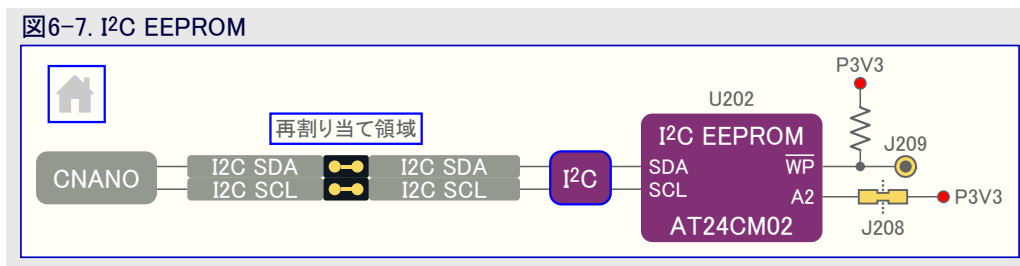 図6-7. I²C EEPROM
P3V3
U202
再割り当て領域
I²C EEPROM
J209
CNANO
I2C SDA
I2C SDA
I2C SCL
I2C SCL
I²C
SDA
SCL
W̅P̅
A2
P3V3
AT24CM02
J208